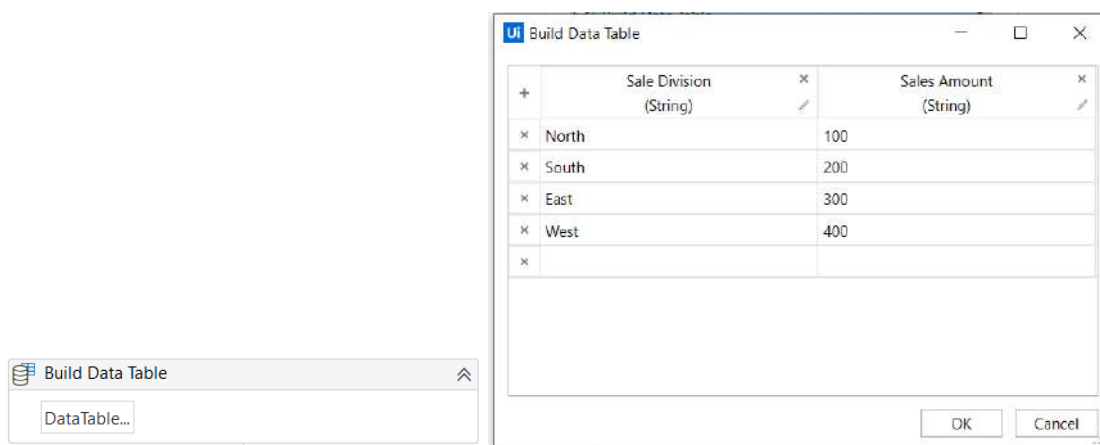 Ui Build Data Table
Sale Division
(String)
Sales Amount
(String)
North 100
South 200
East 300
West 400
OK Cancel
Build Data Table
DataTable...